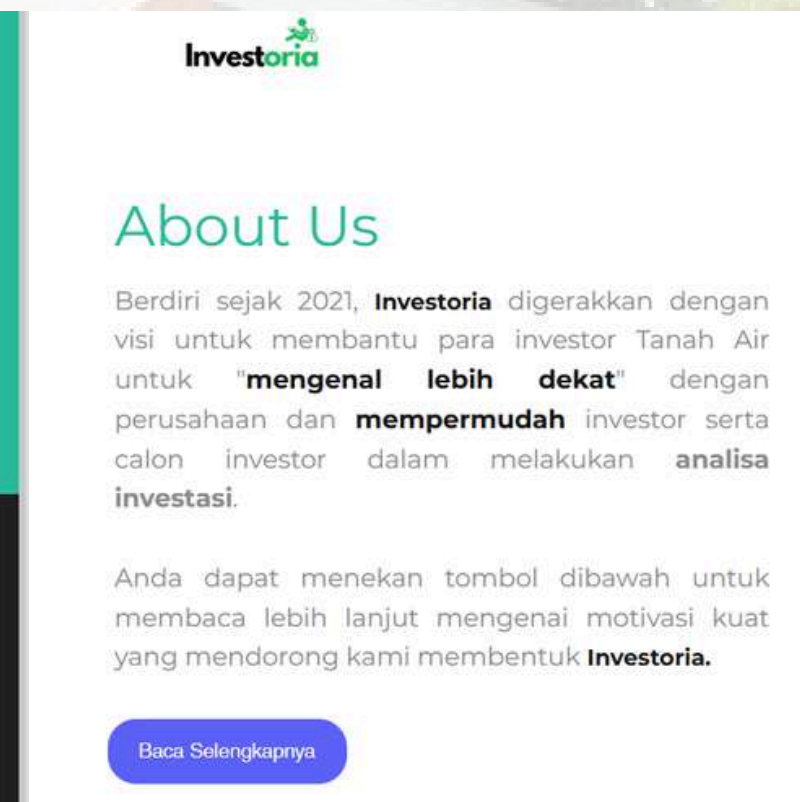 Investoria
About Us
Berdiri sejak 2021, Investoria digerakkan dengan
visi untuk membantu para investor Tanah Air
untuk "mengenal lebih dekat" dengan
perusahaan dan mempermudah investor serta
calon investor dalam melakukan analisa
investasi.
Anda dapat menekan tombol dibawah untuk
membaca lebih lanjut mengenai motivasi kuat
yang mendorong kami membentuk Investoria.
Baca Selengkapnya